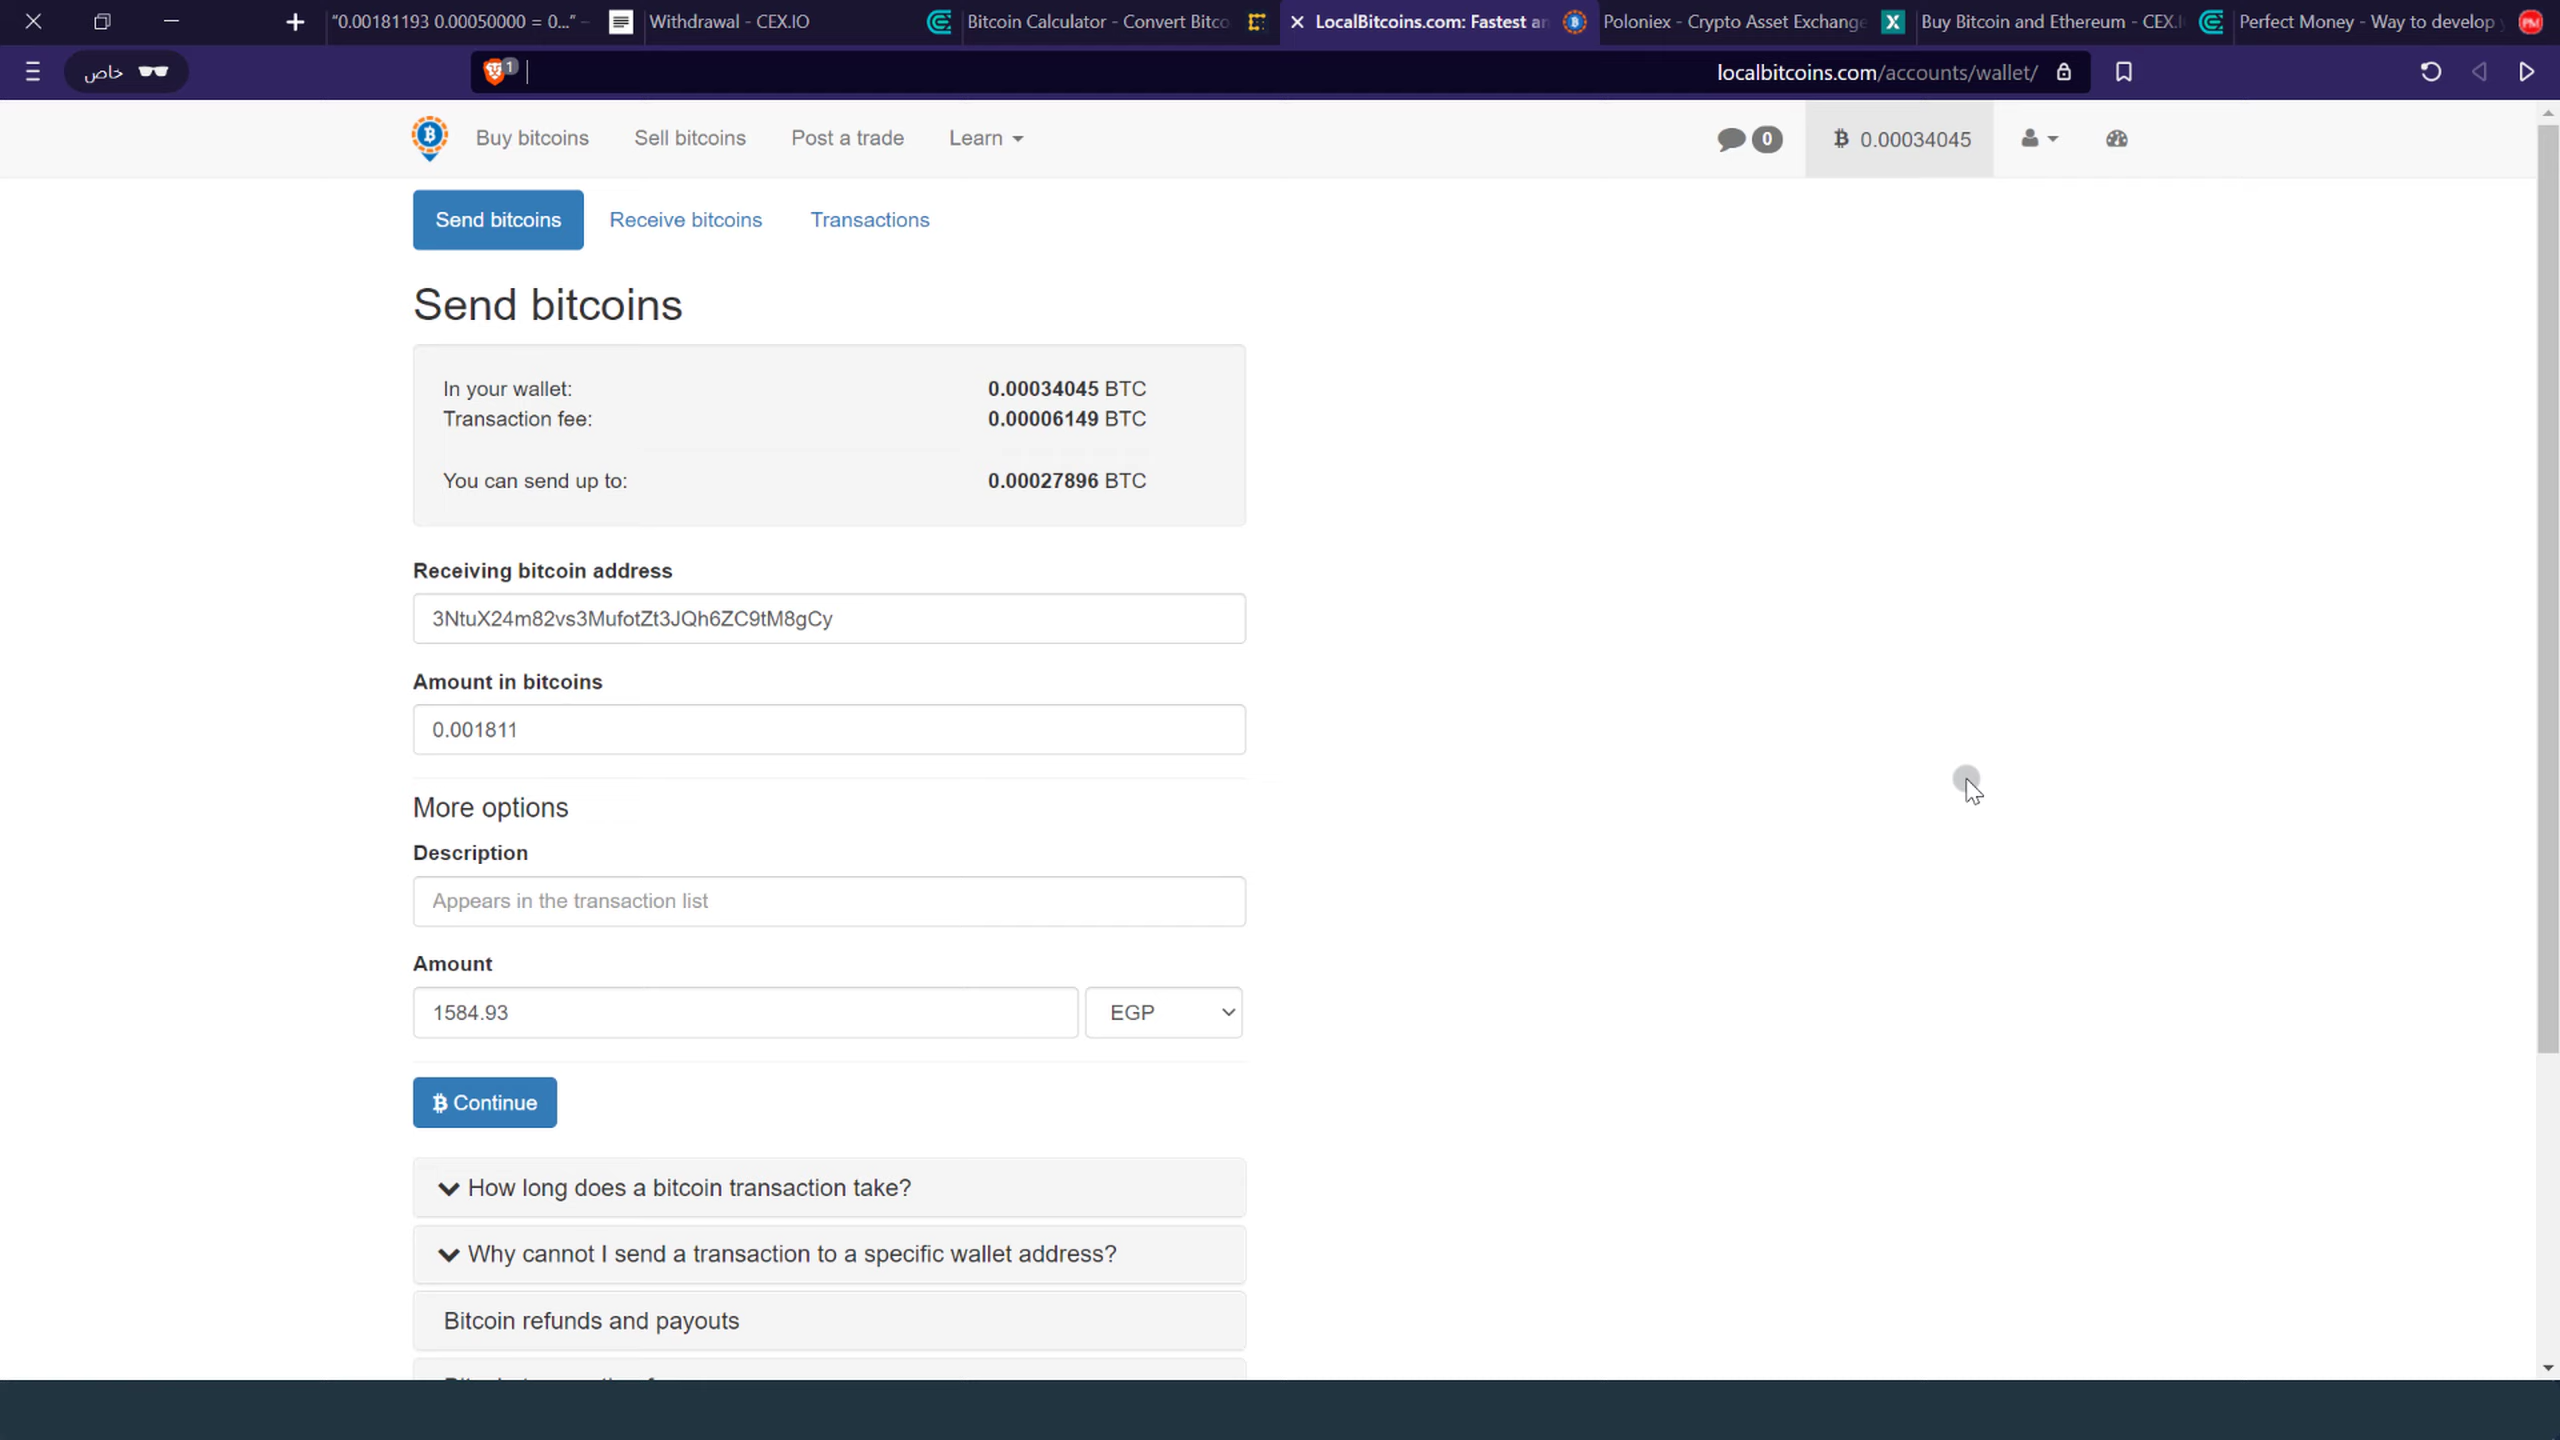 "0.00181193 0.00050000 = 0..."
Withdrawal - CEX.IO
Bitcoin Calculator - Convert Bitco
LocalBitcoins.com: Fastest an
Poloniex - Crypto Asset Exchange
Buy Bitcoin and Ethereum - CEX.I
Perfect Money - Way to develop
خاص
1
localbitcoins.com/accounts/wallet/
Buy bitcoins
Sell bitcoins
Post a trade
Learn
0
0.00034045
Send bitcoins
Receive bitcoins
Transactions
Send bitcoins
In your wallet: 0.00034045 BTC
Transaction fee: 0.00006149 BTC
You can send up to: 0.00027896 BTC
Receiving bitcoin address
3NtuX24m82vs3MufotZt3JQh6ZC9tM8gCy
Amount in bitcoins
0.001811
More options
Description
Appears in the transaction list
Amount
1584.93 EGP
Continue
How long does a bitcoin transaction take?
Why cannot I send a transaction to a specific wallet address?
Bitcoin refunds and payouts